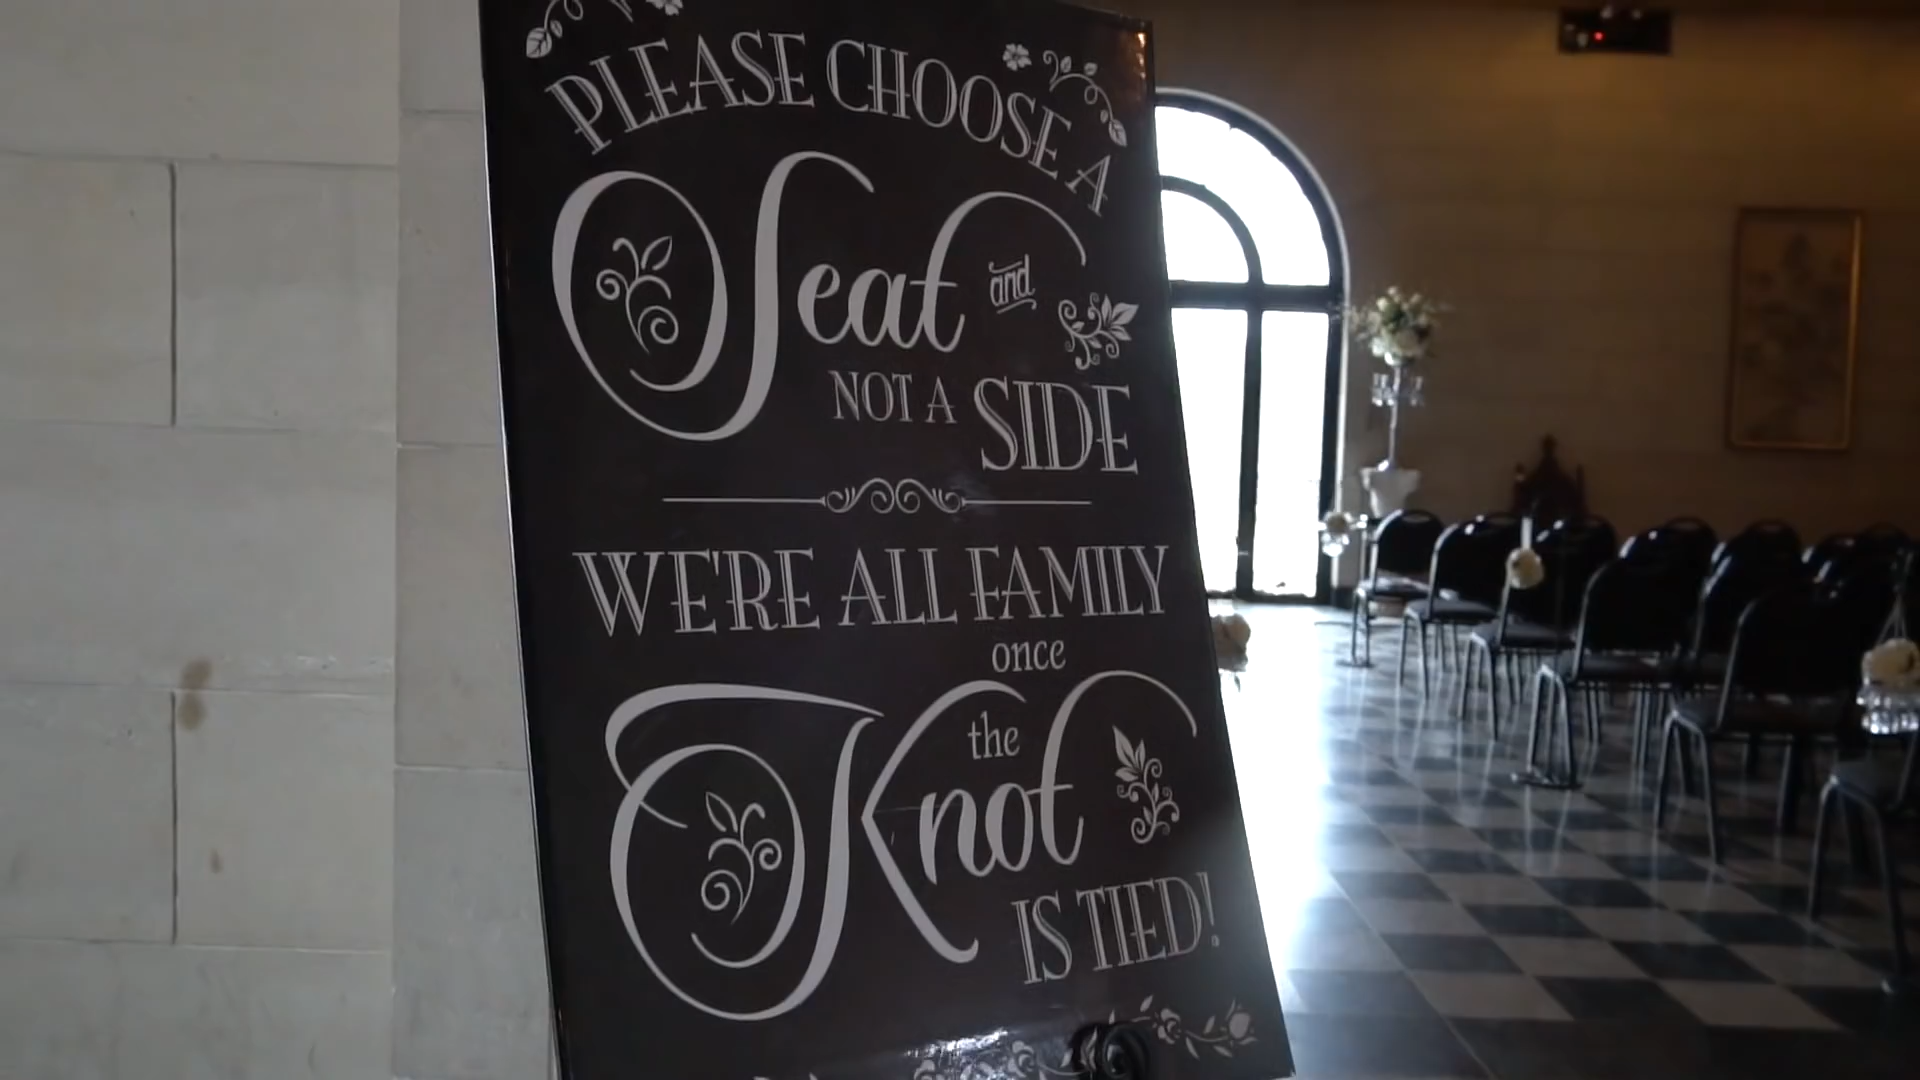 PLEASE CHOOSE A
Seat and
NOT A SIDE
WE'RE ALL FAMILY
once
the
Knot
IS TIED!